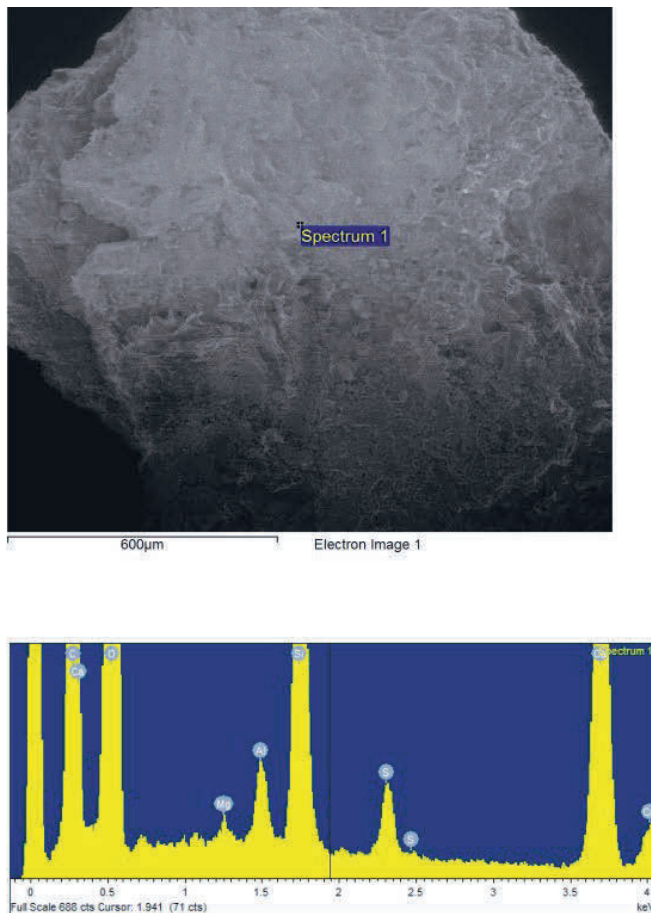 Spectrum 1
600µm Electron Image 1
Spectrum 1
C O Si
Ca
Al
S
Mg
S
0 0.5 1 1.5 2 2.5 3 3.5 4
Full Scale 688 cts Cursor: 1.941 (71 cts) keV